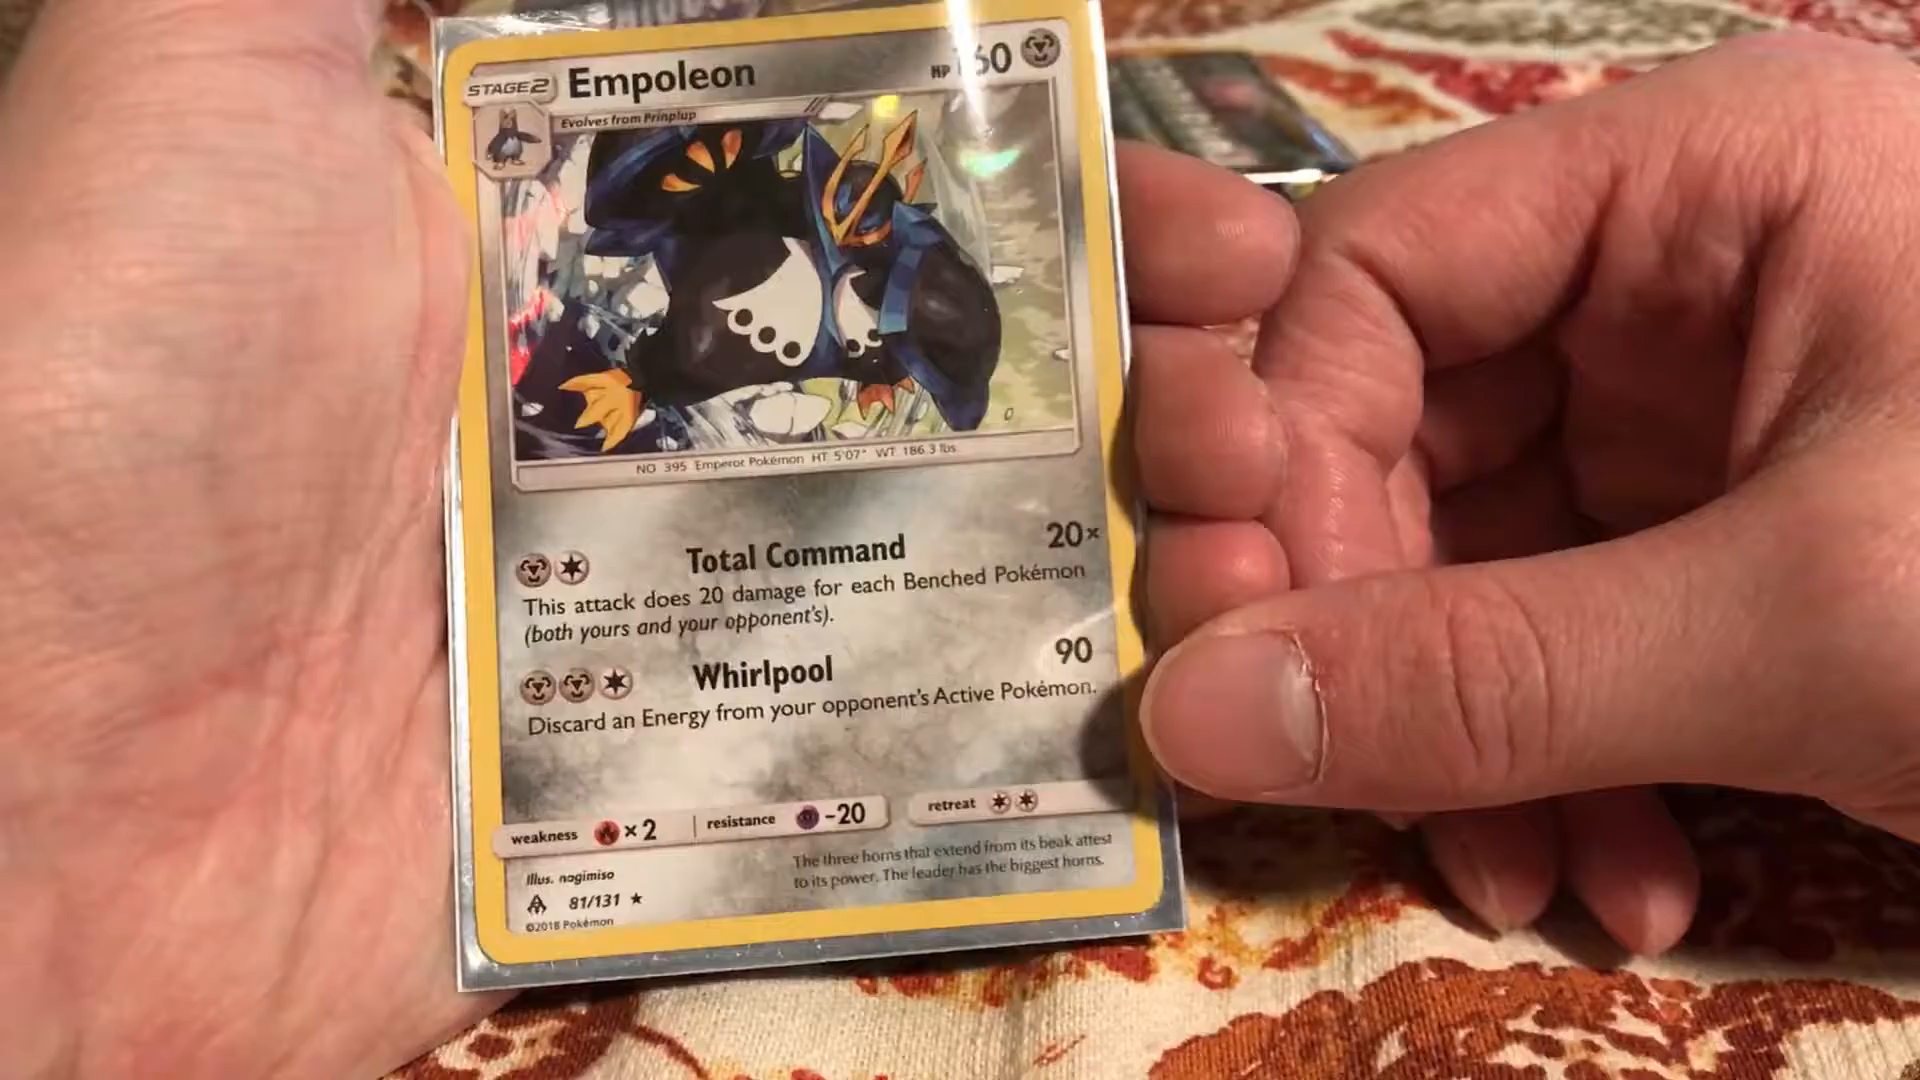 STAGE2 Empoleon HP 160
Evolves from Prinplup
NO 395 Emperor Pokémon HT 5'07" WT 186.3 lbs
Total Command 20×
This attack does 20 damage for each Benched Pokémon
(both yours and your opponent's).
Whirlpool 90
Discard an Energy from your opponent's Active Pokémon.
weakness ×2 resistance -20 retreat
The three horns that extend from its beak attest
to its power. The leader has the biggest horns.
Illus. nagimiso
81/131
©2018 Pokémon